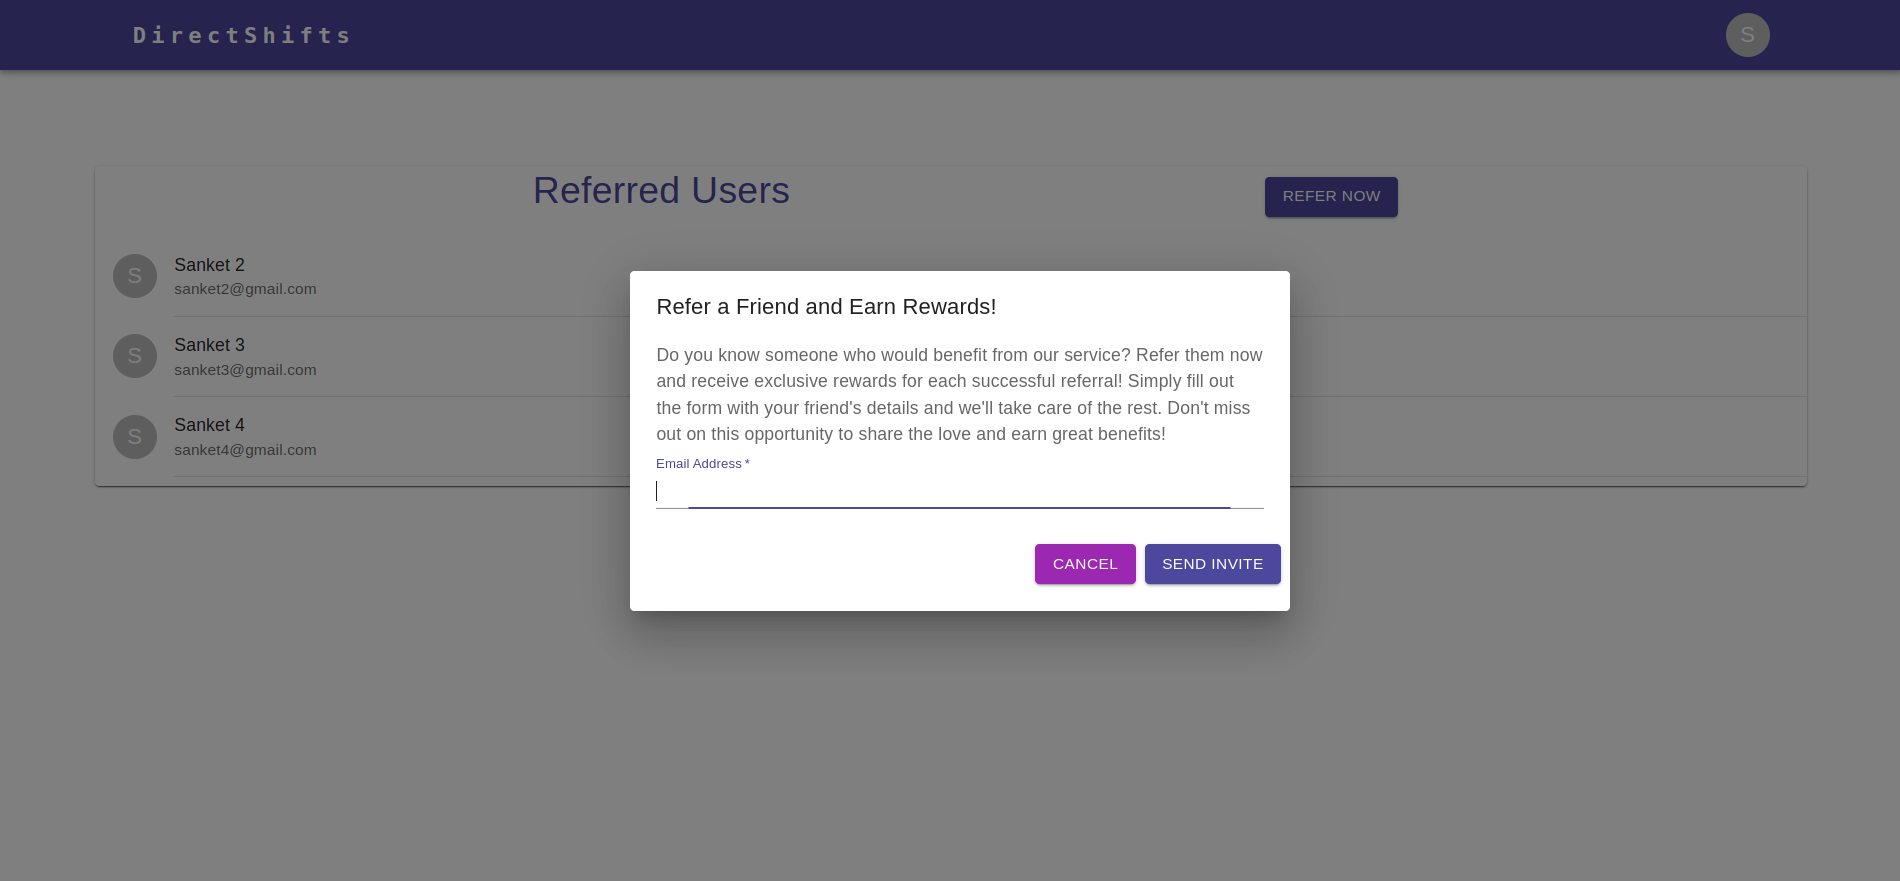 DirectShifts
S
Referred Users
REFER NOW
S
Sanket 2
sanket2@gmail.com
S
Sanket 3
sanket3@gmail.com
S
Sanket 4
sanket4@gmail.com
Refer a Friend and Earn Rewards!
Do you know someone who would benefit from our service? Refer them now
and receive exclusive rewards for each successful referral! Simply fill out
the form with your friend's details and we'll take care of the rest. Don't miss
out on this opportunity to share the love and earn great benefits!
Email Address *
CANCEL
SEND INVITE